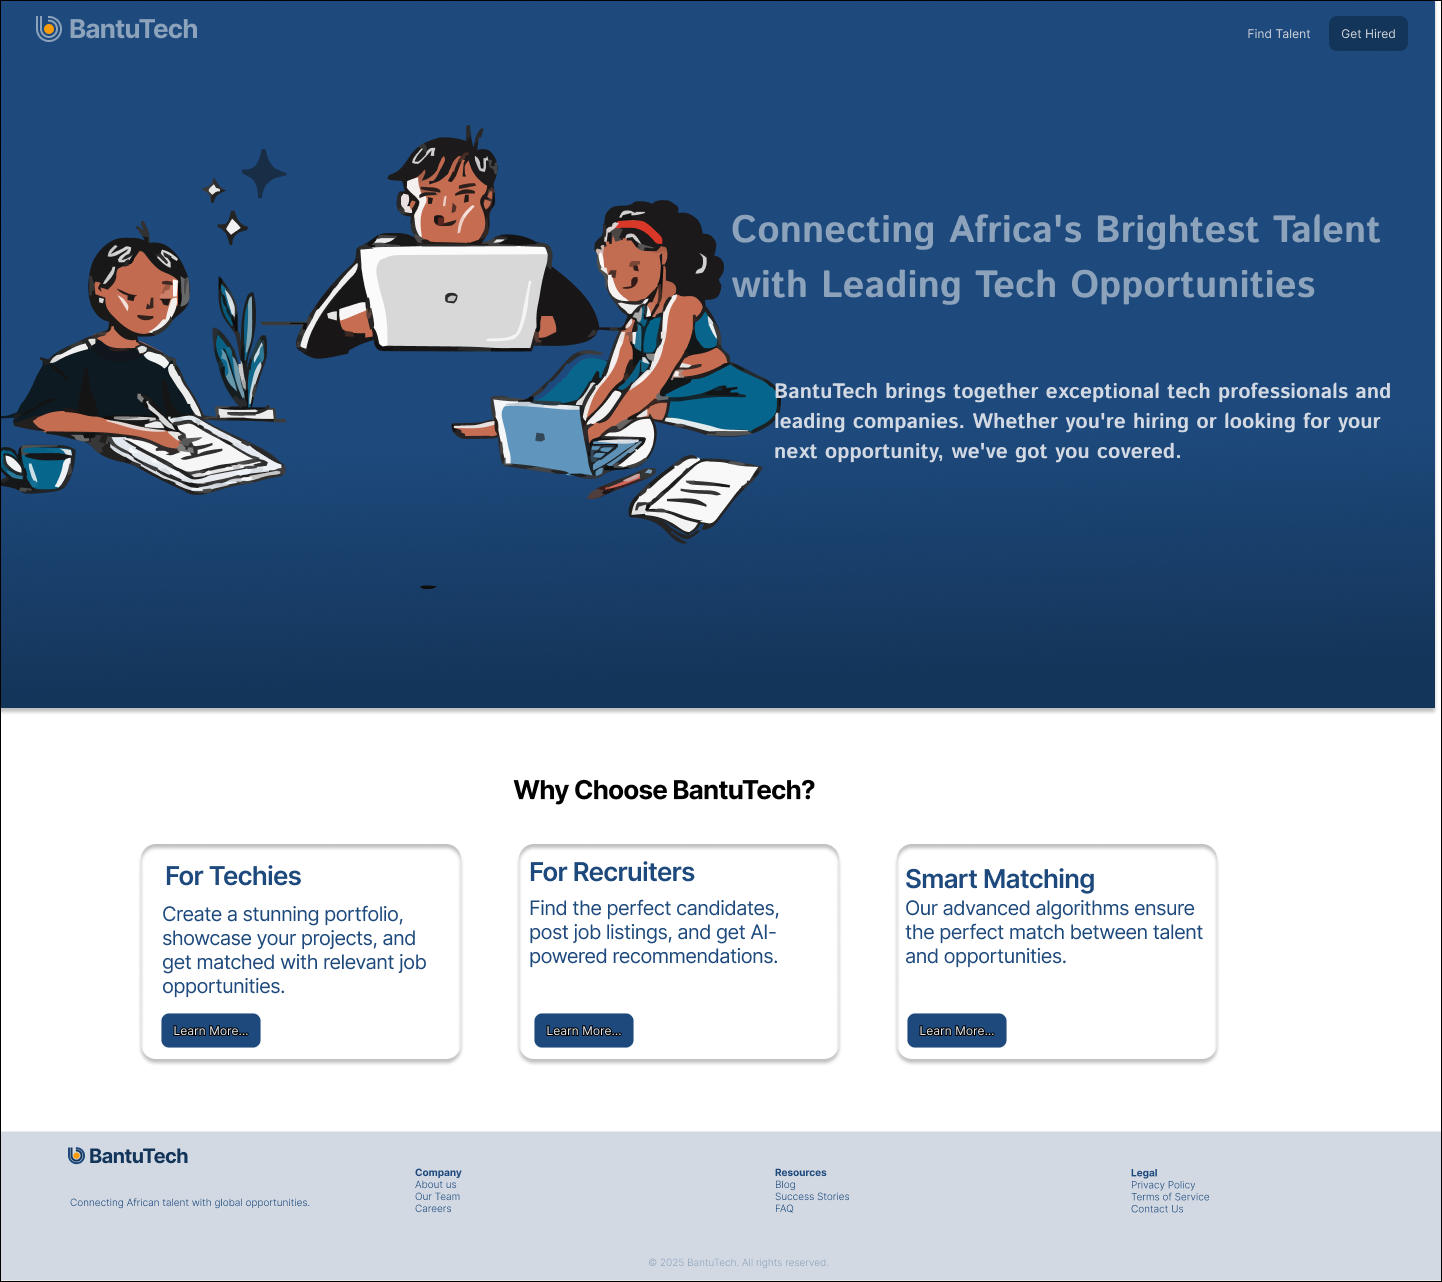 BantuTech
Find Talent
Get Hired
Connecting Africa's Brightest Talent
with Leading Tech Opportunities
BantuTech brings together exceptional tech professionals and
leading companies. Whether you're hiring or looking for your
next opportunity, we've got you covered.
Why Choose BantuTech?
For Techies
Create a stunning portfolio,
showcase your projects, and
get matched with relevant job
opportunities.
Learn More...
For Recruiters
Find the perfect candidates,
post job listings, and get AI-
powered recommendations.
Learn More...
Smart Matching
Our advanced algorithms ensure
the perfect match between talent
and opportunities.
Learn More...
BantuTech
Connecting African talent with global opportunities.
Company
About us
Our Team
Careers
Resources
Blog
Success Stories
FAQ
Legal
Privacy Policy
Terms of Service
Contact Us
© 2025 BantuTech. All rights reserved.